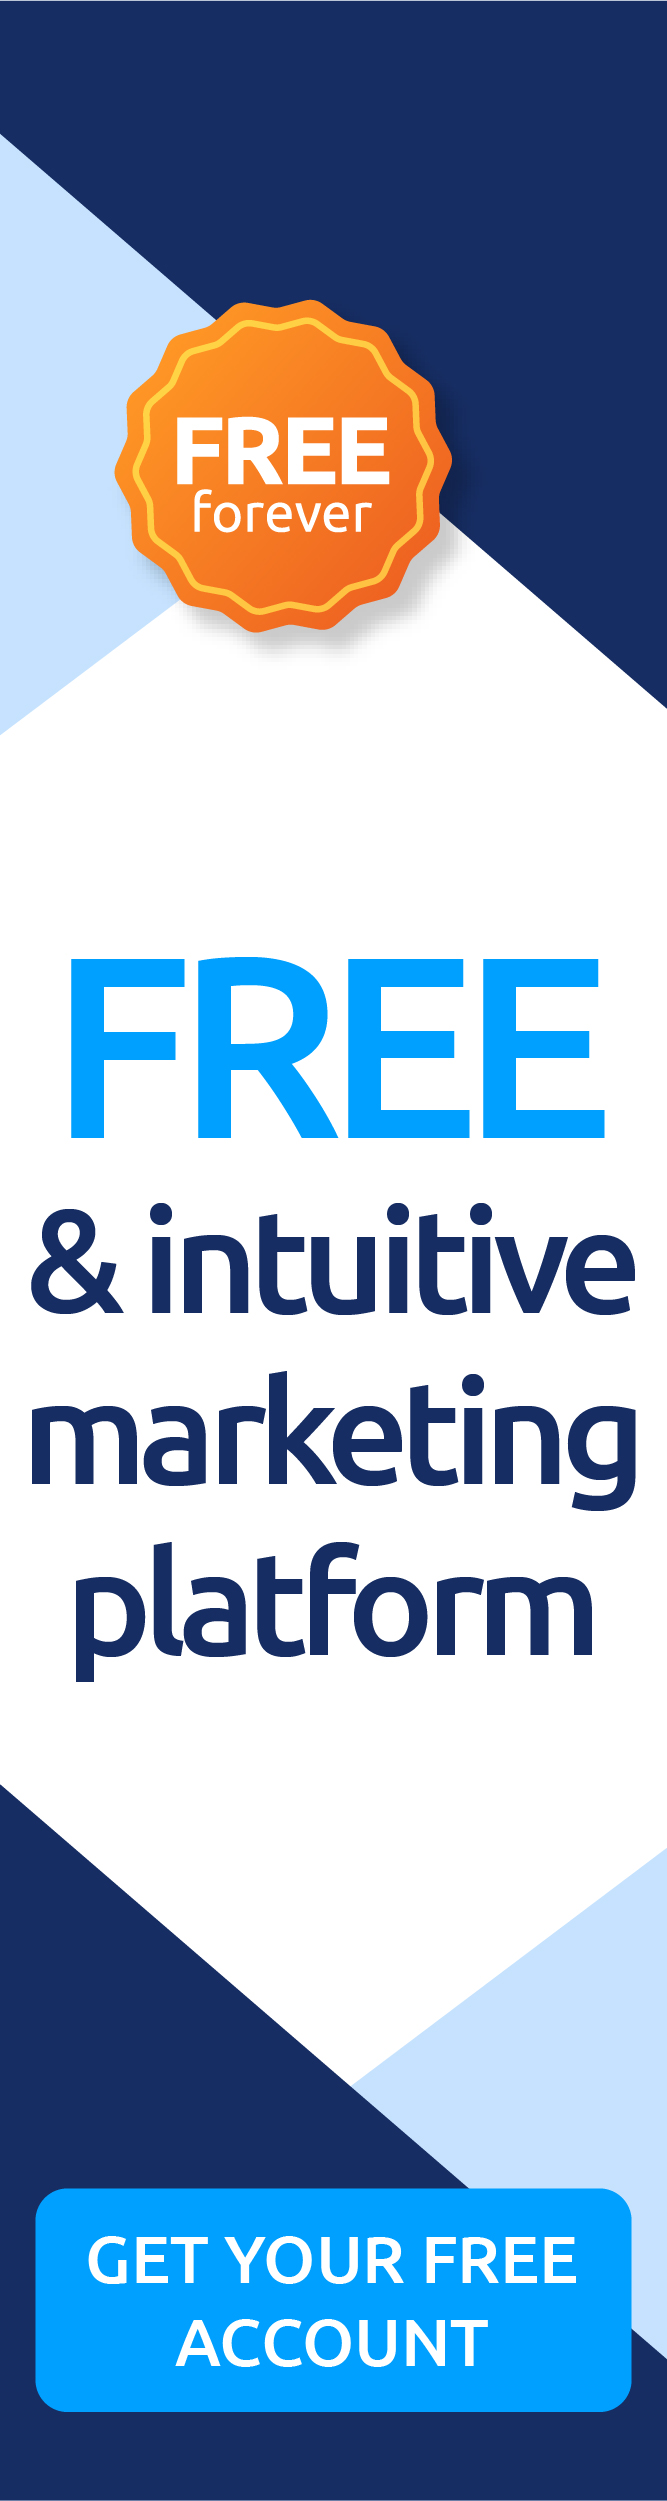 FREE
forever
FREE
& intuitive
marketing
platform
GET YOUR FREE
ACCOUNT